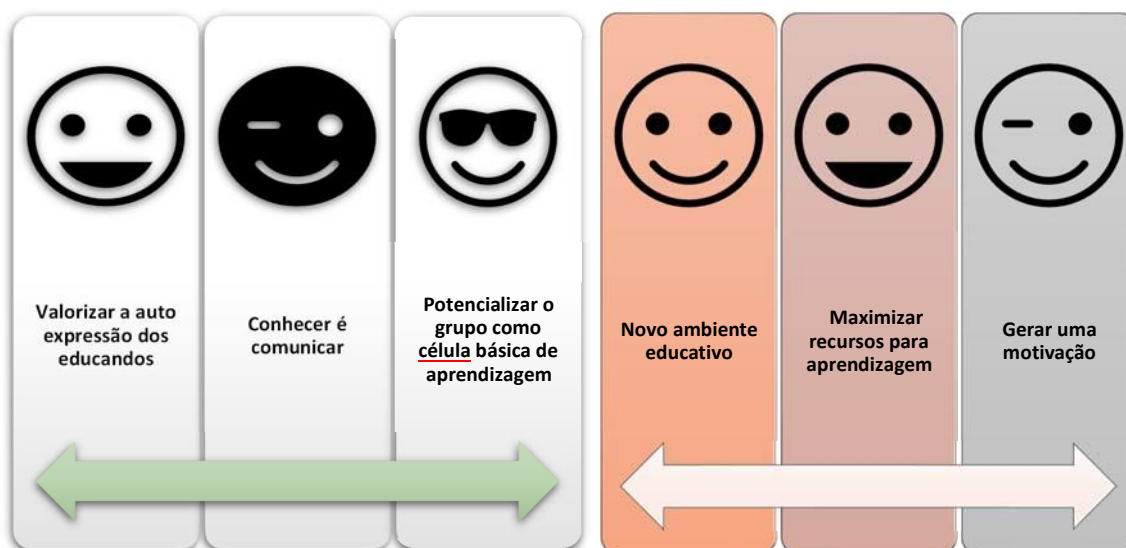 Valorizar a auto
expressão dos
educandos
Conhecer é
comunicar
Potencializar o
grupo como
célula básica de
aprendizagem
Novo ambiente
educativo
Maximizar
recursos para
aprendizagem
Gerar uma
motivação